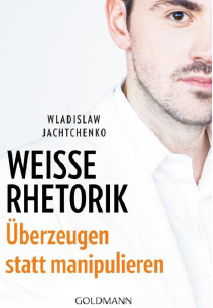 WLADISLAW
JACHTCHENKO
WEISSE
RHETORIK
Überzeugen
statt manipulieren
GOLDMANN